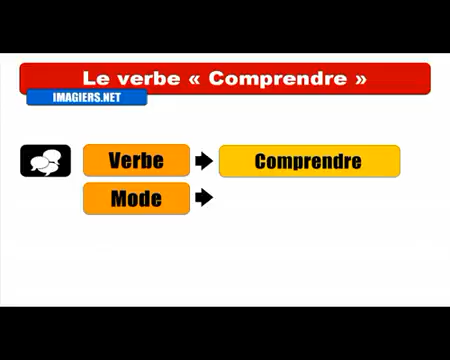 Le verbe « Comprendre »
IMAGIERS.NET
Verbe Comprendre
Mode